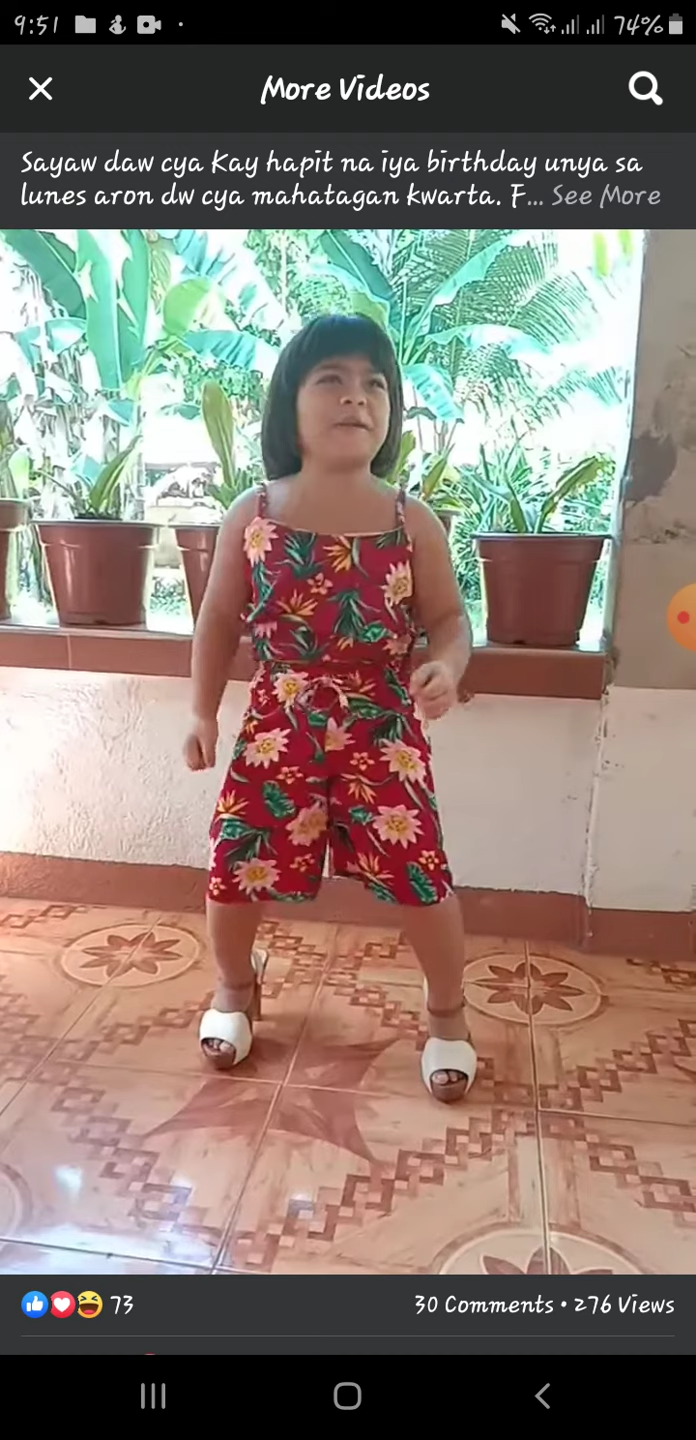 9:51
74%
More Videos
Sayaw daw cya Kay hapit na iya birthday unya sa
lunes aron dw cya mahatagan kwarta. F... See More
73
30 Comments • 276 Views